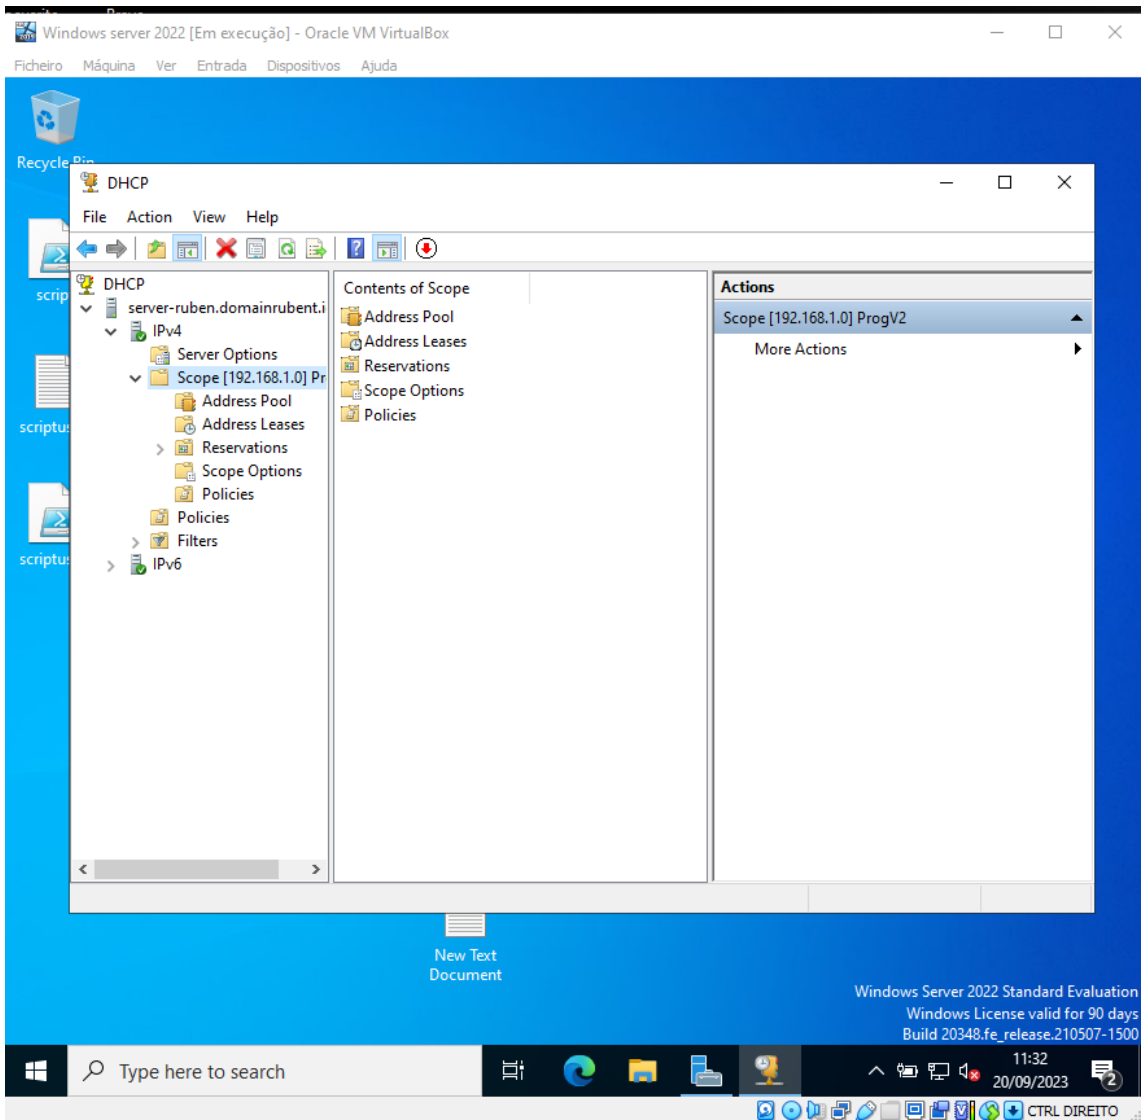 Windows server 2022 [Em execução] - Oracle VM VirtualBox
Ficheiro Máquina Ver Entrada Dispositivos Ajuda
Recycle Bin
DHCP
File Action View Help
DHCP
server-ruben.domainrubent.i
IPv4
Server Options
Scope [192.168.1.0] Pr
Address Pool
Address Leases
Reservations
Scope Options
Policies
Policies
Filters
IPv6
Contents of Scope
Address Pool
Address Leases
Reservations
Scope Options
Policies
Actions
Scope [192.168.1.0] ProgV2
More Actions
scrip
scriptu
scriptu
New Text
Document
Windows Server 2022 Standard Evaluation
Windows License valid for 90 days
Build 20348.fe_release.210507-1500
Type here to search
11:32
20/09/2023
2
CTRL DIREITO